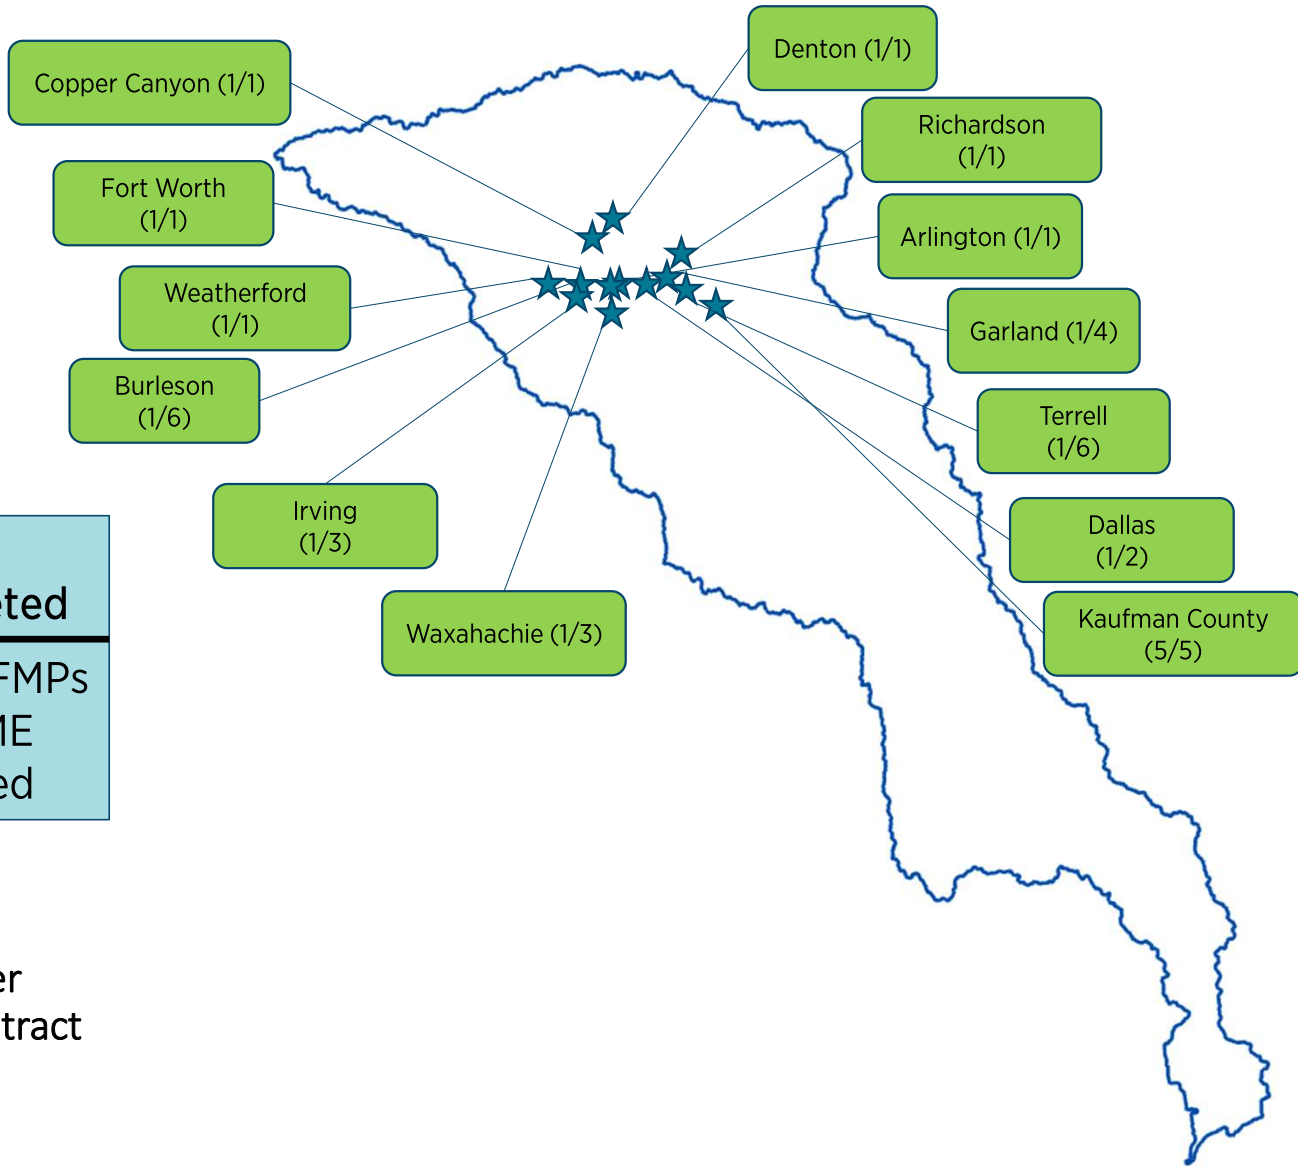 Denton (1/1)
Copper Canyon (1/1)
Richardson
(1/1)
Fort Worth
(1/1)
Arlington (1/1)
Weatherford
(1/1)
Garland (1/4)
Burleson
(1/6)
Terrell
(1/6)
Irving
(1/3)
Dallas
(1/2)
Waxahachie (1/3)
Kaufman County
(5/5)
eted
FMPs
ME
ed
er
tract